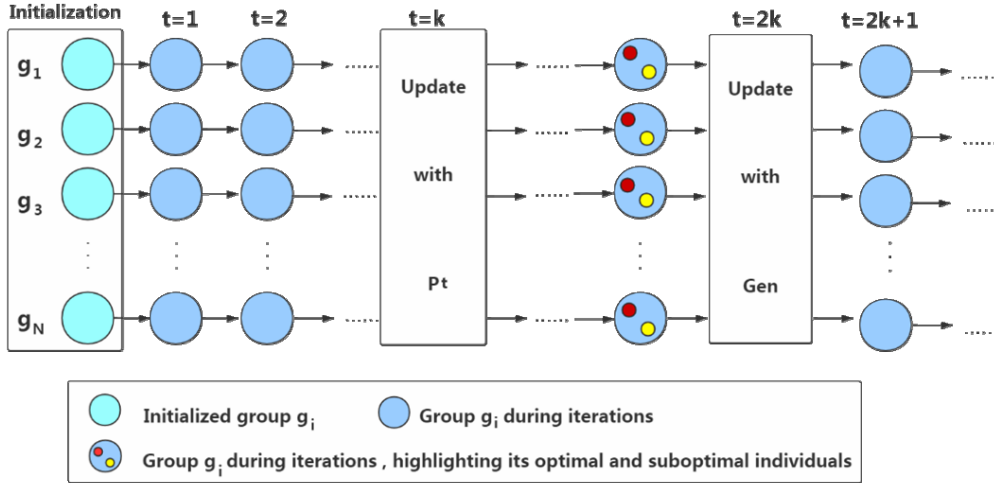 Initialization
t=1 t=2 t=k t=2k t=2k+1
g1
g2
g3
gN
Update
with
Pt
Update
with
Gen
Initialized group gi
Group gi during iterations
Group gi during iterations , highlighting its optimal and suboptimal individuals